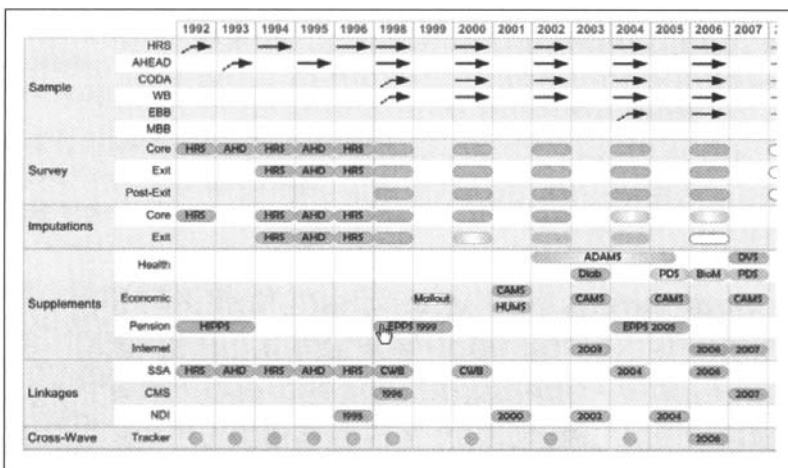 1992 1993 1994 1995 1996 1998 1999 2000 2001 2002 2003 2004 2005 2006 2007
Sample
HRS
AHEAD
CODA
WB
EBB
MBB
Survey
Core HRS AHD HRS AHD HRS
Exit HRS AHD HRS
Post-Exit
Imputations
Core HRS HRS AHD HRS
Exit HRS AHD HRS
Supplements
Health ADAMS DVS
Diab PDS BioM PDS
Economic Mailout CAMS CAMS CAMS CAMS
HUMS
Pension HIPPS EPPS 1999 EPPS 2005
Internet 2003 2006 2007
Linkages
SSA HRS AHD HRS AHD HRS CWB CWB 2004 2006
CMS 1996 2007
NDI 1995 2000 2002 2004
Cross-Wave Tracker 2006